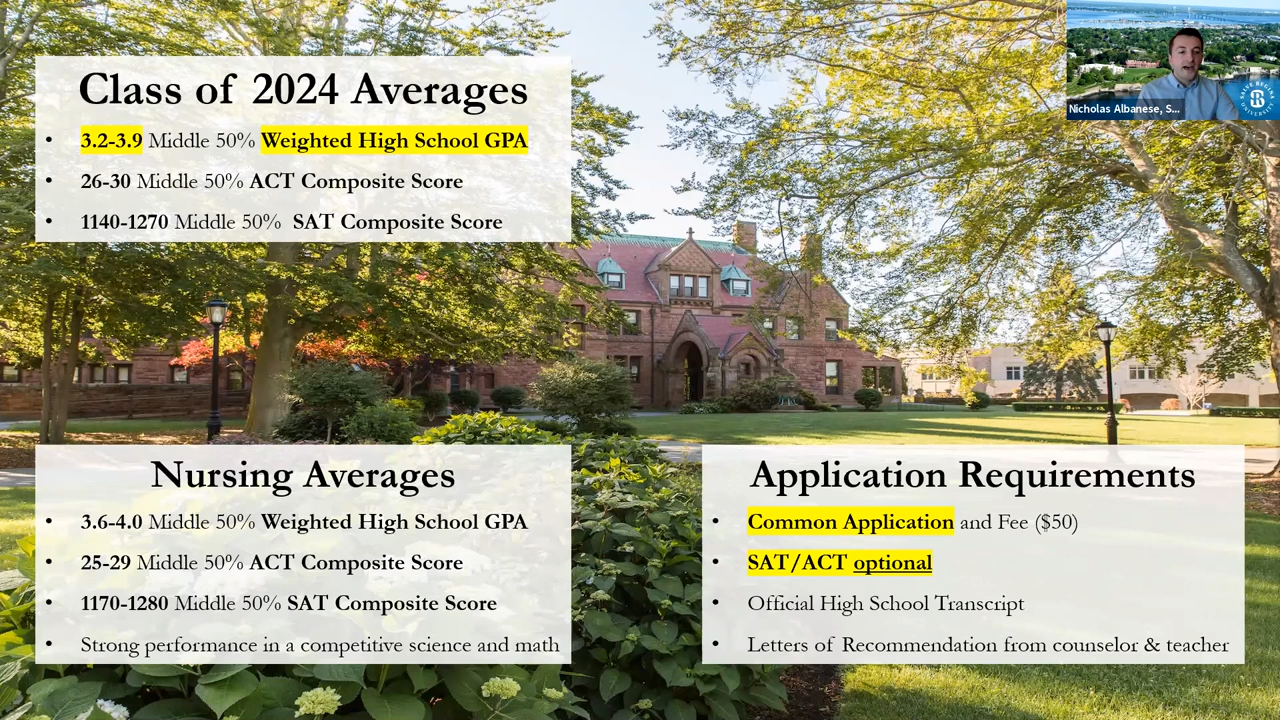 Class of 2024 Averages
• 3.2-3.9 Middle 50% Weighted High School GPA
• 26-30 Middle 50% ACT Composite Score
• 1140-1270 Middle 50% SAT Composite Score
Nicholas Albanese, S...
Nursing Averages
• 3.6-4.0 Middle 50% Weighted High School GPA
• 25-29 Middle 50% ACT Composite Score
• 1170-1280 Middle 50% SAT Composite Score
• Strong performance in a competitive science and math
Application Requirements
• Common Application and Fee ($50)
• SAT/ACT optional
• Official High School Transcript
• Letters of Recommendation from counselor & teacher